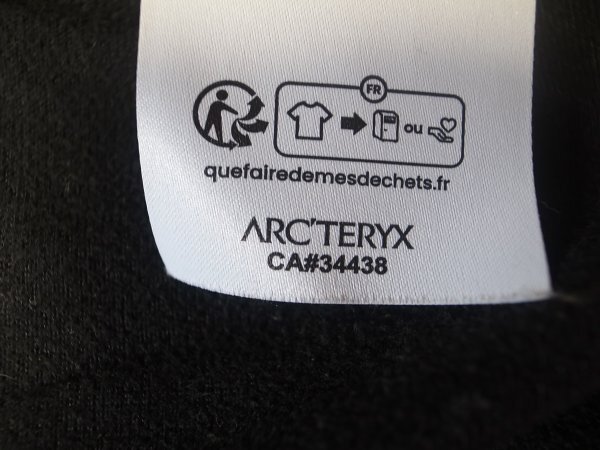 FR
ou
quefairedemesdechets.fr
ARC'TERYX
CA#34438